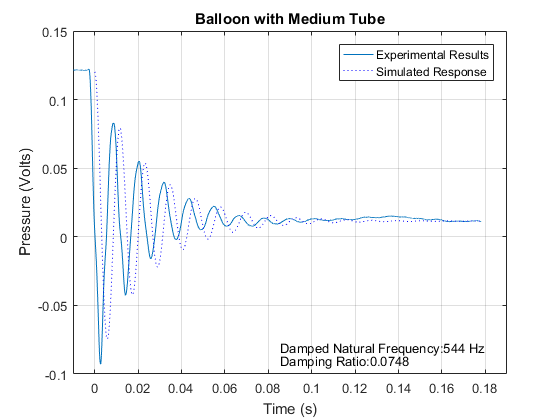 Balloon with Medium Tube
Experimental Results
Simulated Response
0.15
0.1
0.05
0
-0.05
-0.1
Pressure (Volts)
Damped Natural Frequency:544 Hz
Damping Ratio:0.0748
0 0.02 0.04 0.06 0.08 0.1 0.12 0.14 0.16 0.18
Time (s)